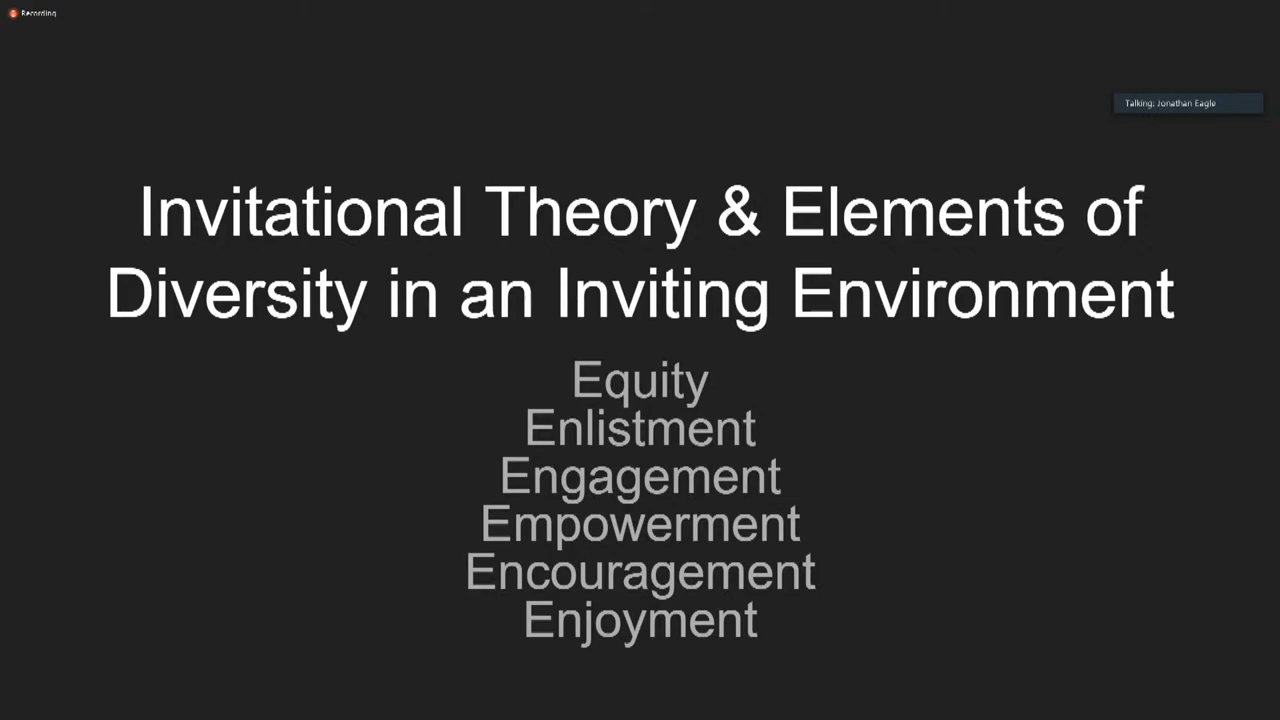 Recording
Talking: Jonathan Eagle
Invitational Theory & Elements of
Diversity in an Inviting Environment
Equity
Enlistment
Engagement
Empowerment
Encouragement
Enjoyment